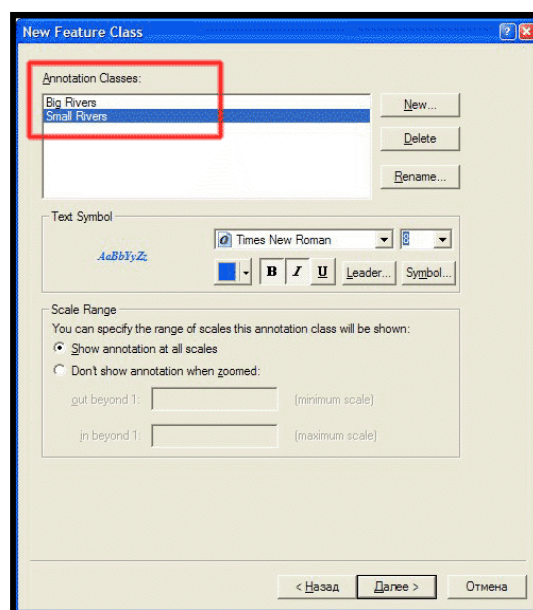 New Feature Class
Annotation Classes:
Big Rivers
Small Rivers
New...
Delete
Rename...
Text Symbol
AaBbYyZz
Times New Roman
8
B I U Leader... Symbol...
Scale Range
You can specify the range of scales this annotation class will be shown:
Show annotation at all scales
Don't show annotation when zoomed:
out beyond 1: (minimum scale)
in beyond 1: (maximum scale)
< Назад Далее > Отмена